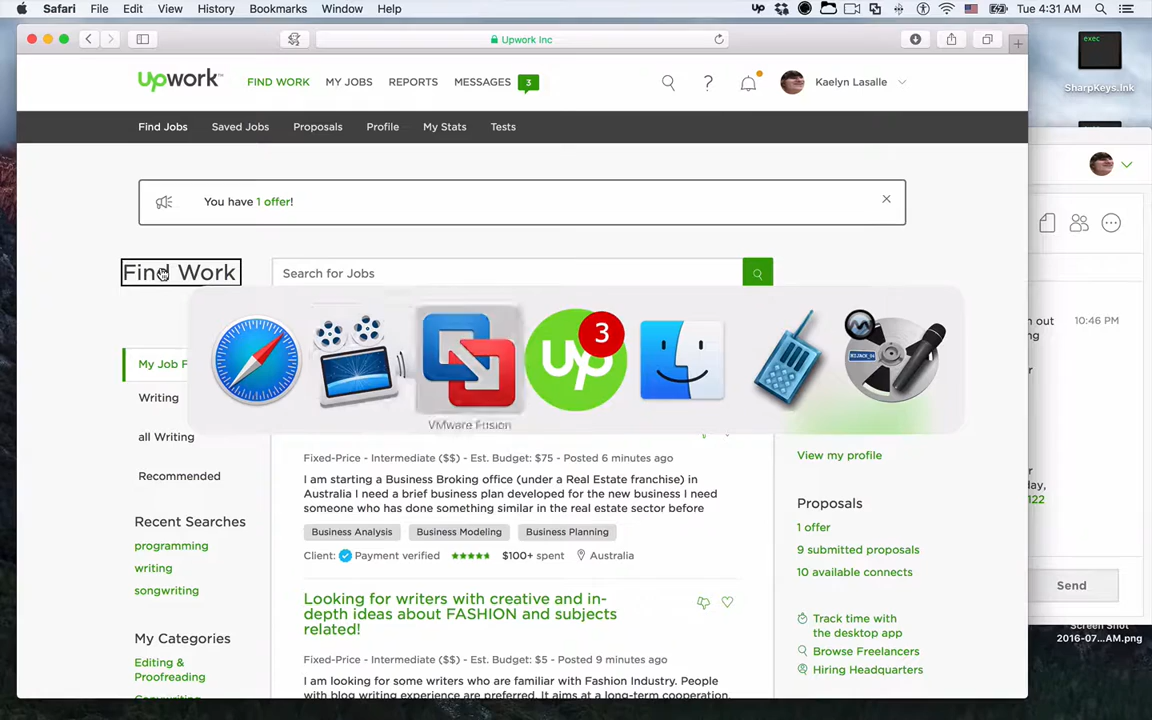 Safari File Edit View History Bookmarks Window Help
up
Tue 4:31 AM
Upwork Inc
exec
SharpKeys.lnk
upwork
FIND WORK MY JOBS REPORTS MESSAGES 3
Kaelyn Lasalle
Find Jobs Saved Jobs Proposals Profile My Stats Tests
You have 1 offer!
Find Work
Search for Jobs
My Job F
Writing
all Writing
Recommended
3
up
VMware Fusion
Fixed-Price - Intermediate ($$) - Est. Budget: $75 - Posted 6 minutes ago
I am starting a Business Broking office (under a Real Estate franchise) in
Australia I need a brief business plan developed for the new business I need
someone who has done something similar in the real estate sector before
Business Analysis Business Modeling Business Planning
Client: Payment verified $100+ spent Australia
Looking for writers with creative and in-
depth ideas about FASHION and subjects
related!
Fixed-Price - Intermediate ($$) - Est. Budget: $5 - Posted 9 minutes ago
I am looking for some writers who are familiar with Fashion Industry. People
with blog writing experience are preferred. It aims at a long-term cooperation.
Recent Searches
programming
writing
songwriting
My Categories
Editing &
Proofreading
Copywriting
View my profile
Proposals
1 offer
9 submitted proposals
10 available connects
Track time with
the desktop app
Browse Freelancers
Hiring Headquarters
n out 10:46 PM
day,
122
Send
Screen Shot
2016-07...AM.png